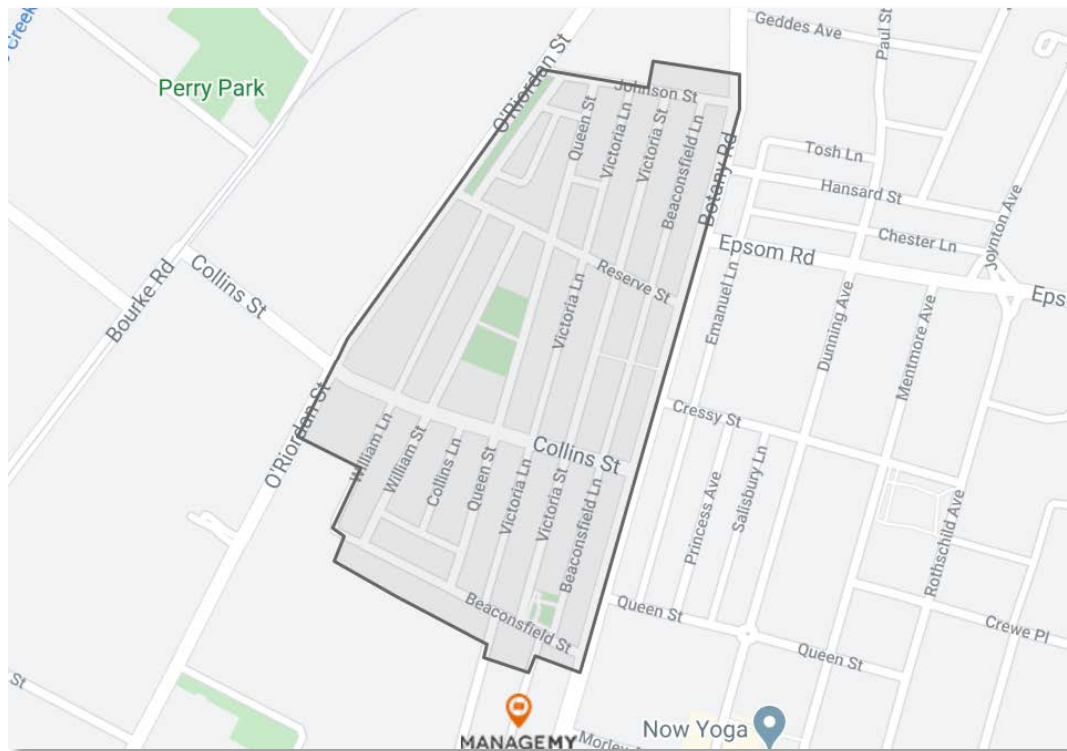 Creek
Geddes Ave
Paul St
O'Riordan St
Perry Park
Johnson St
Queen St
Victoria Ln
Victoria St
Beaconsfield Ln
Botany Rd
Tosh Ln
Hansard St
Joynton Ave
Chester Ln
Epsom Rd
Eps
Collins St
Bourke Rd
Reserve St
Victoria Ln
Emanuel Ln
Dunning Ave
Mentmore Ave
O'Riordan St
Cressy St
Collins St
William Ln
William St
Collins Ln
Queen St
Victoria Ln
Victoria St
Beaconsfield Ln
Princess Ave
Salisbury Ln
Rothschild Ave
Beaconsfield St
Queen St
Crewe Pl
Queen St
St
Now Yoga
MANAGEMY
Morley